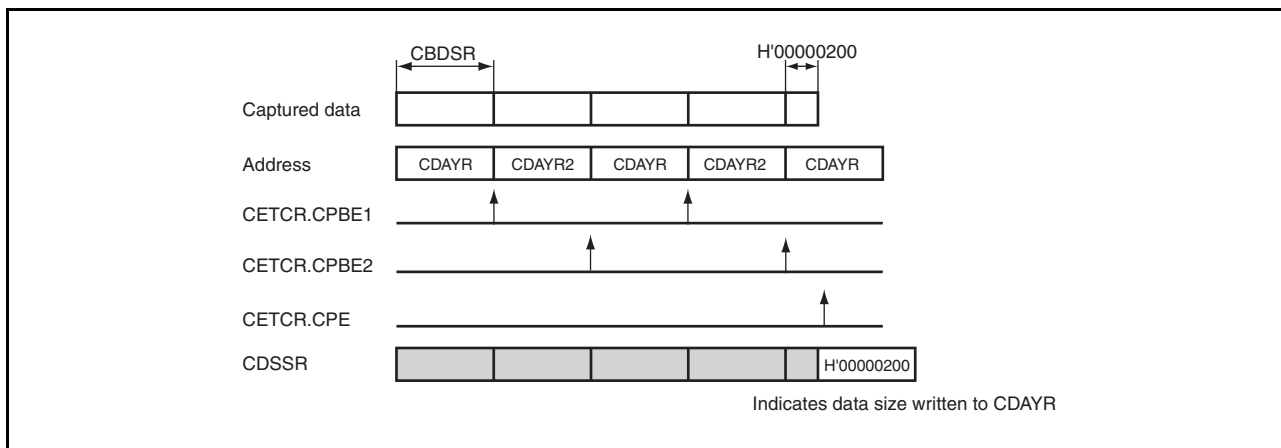 CBDSR H'00000200
Captured data
Address CDAYR CDAYR2 CDAYR CDAYR2 CDAYR
CETCR.CPBE1
CETCR.CPBE2
CETCR.CPE
CDSSR H'00000200
Indicates data size written to CDAYR